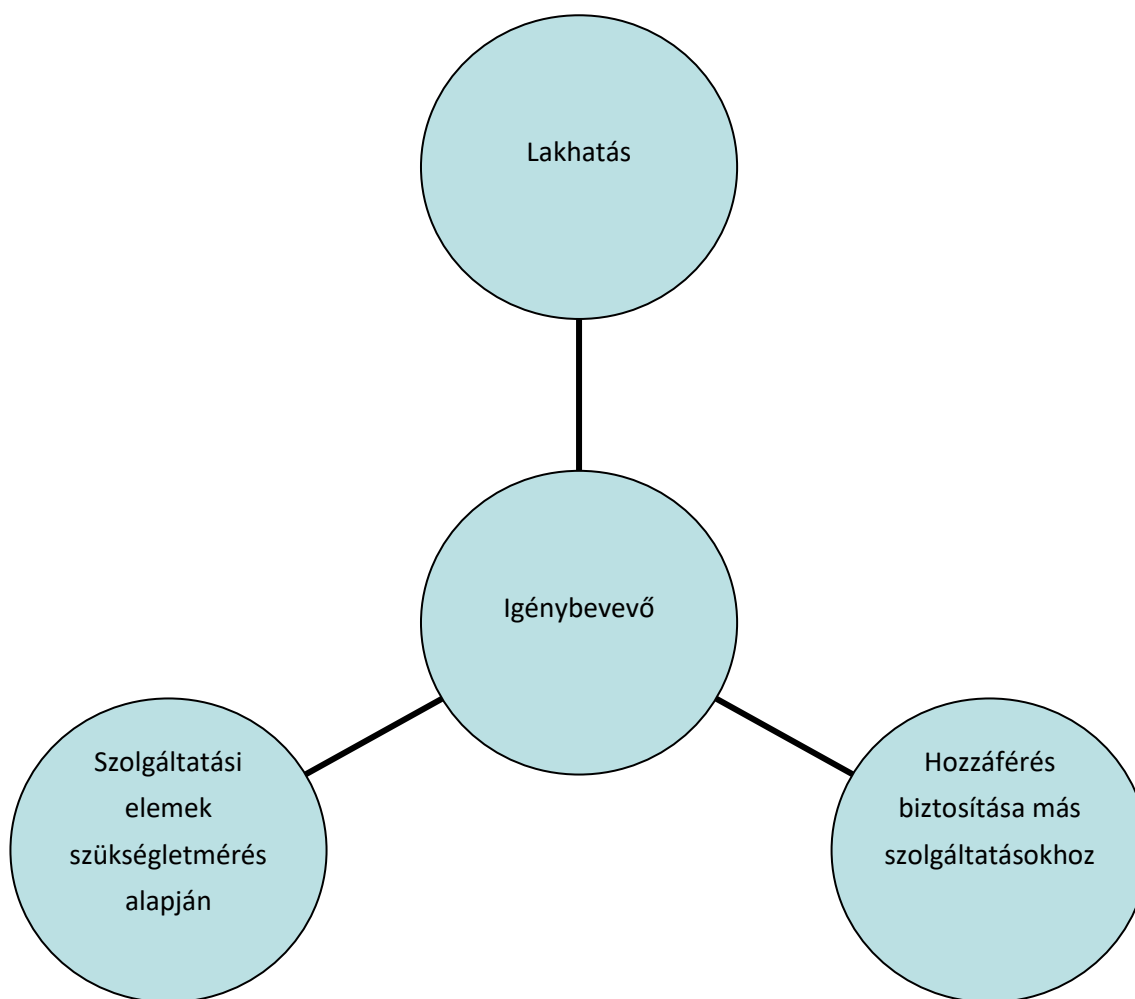 Lakhatás
Igénybevevő
Szolgáltatási
elemek
szükségletmérés
alapján
Hozzáférés
biztosítása más
szolgáltatásokhoz